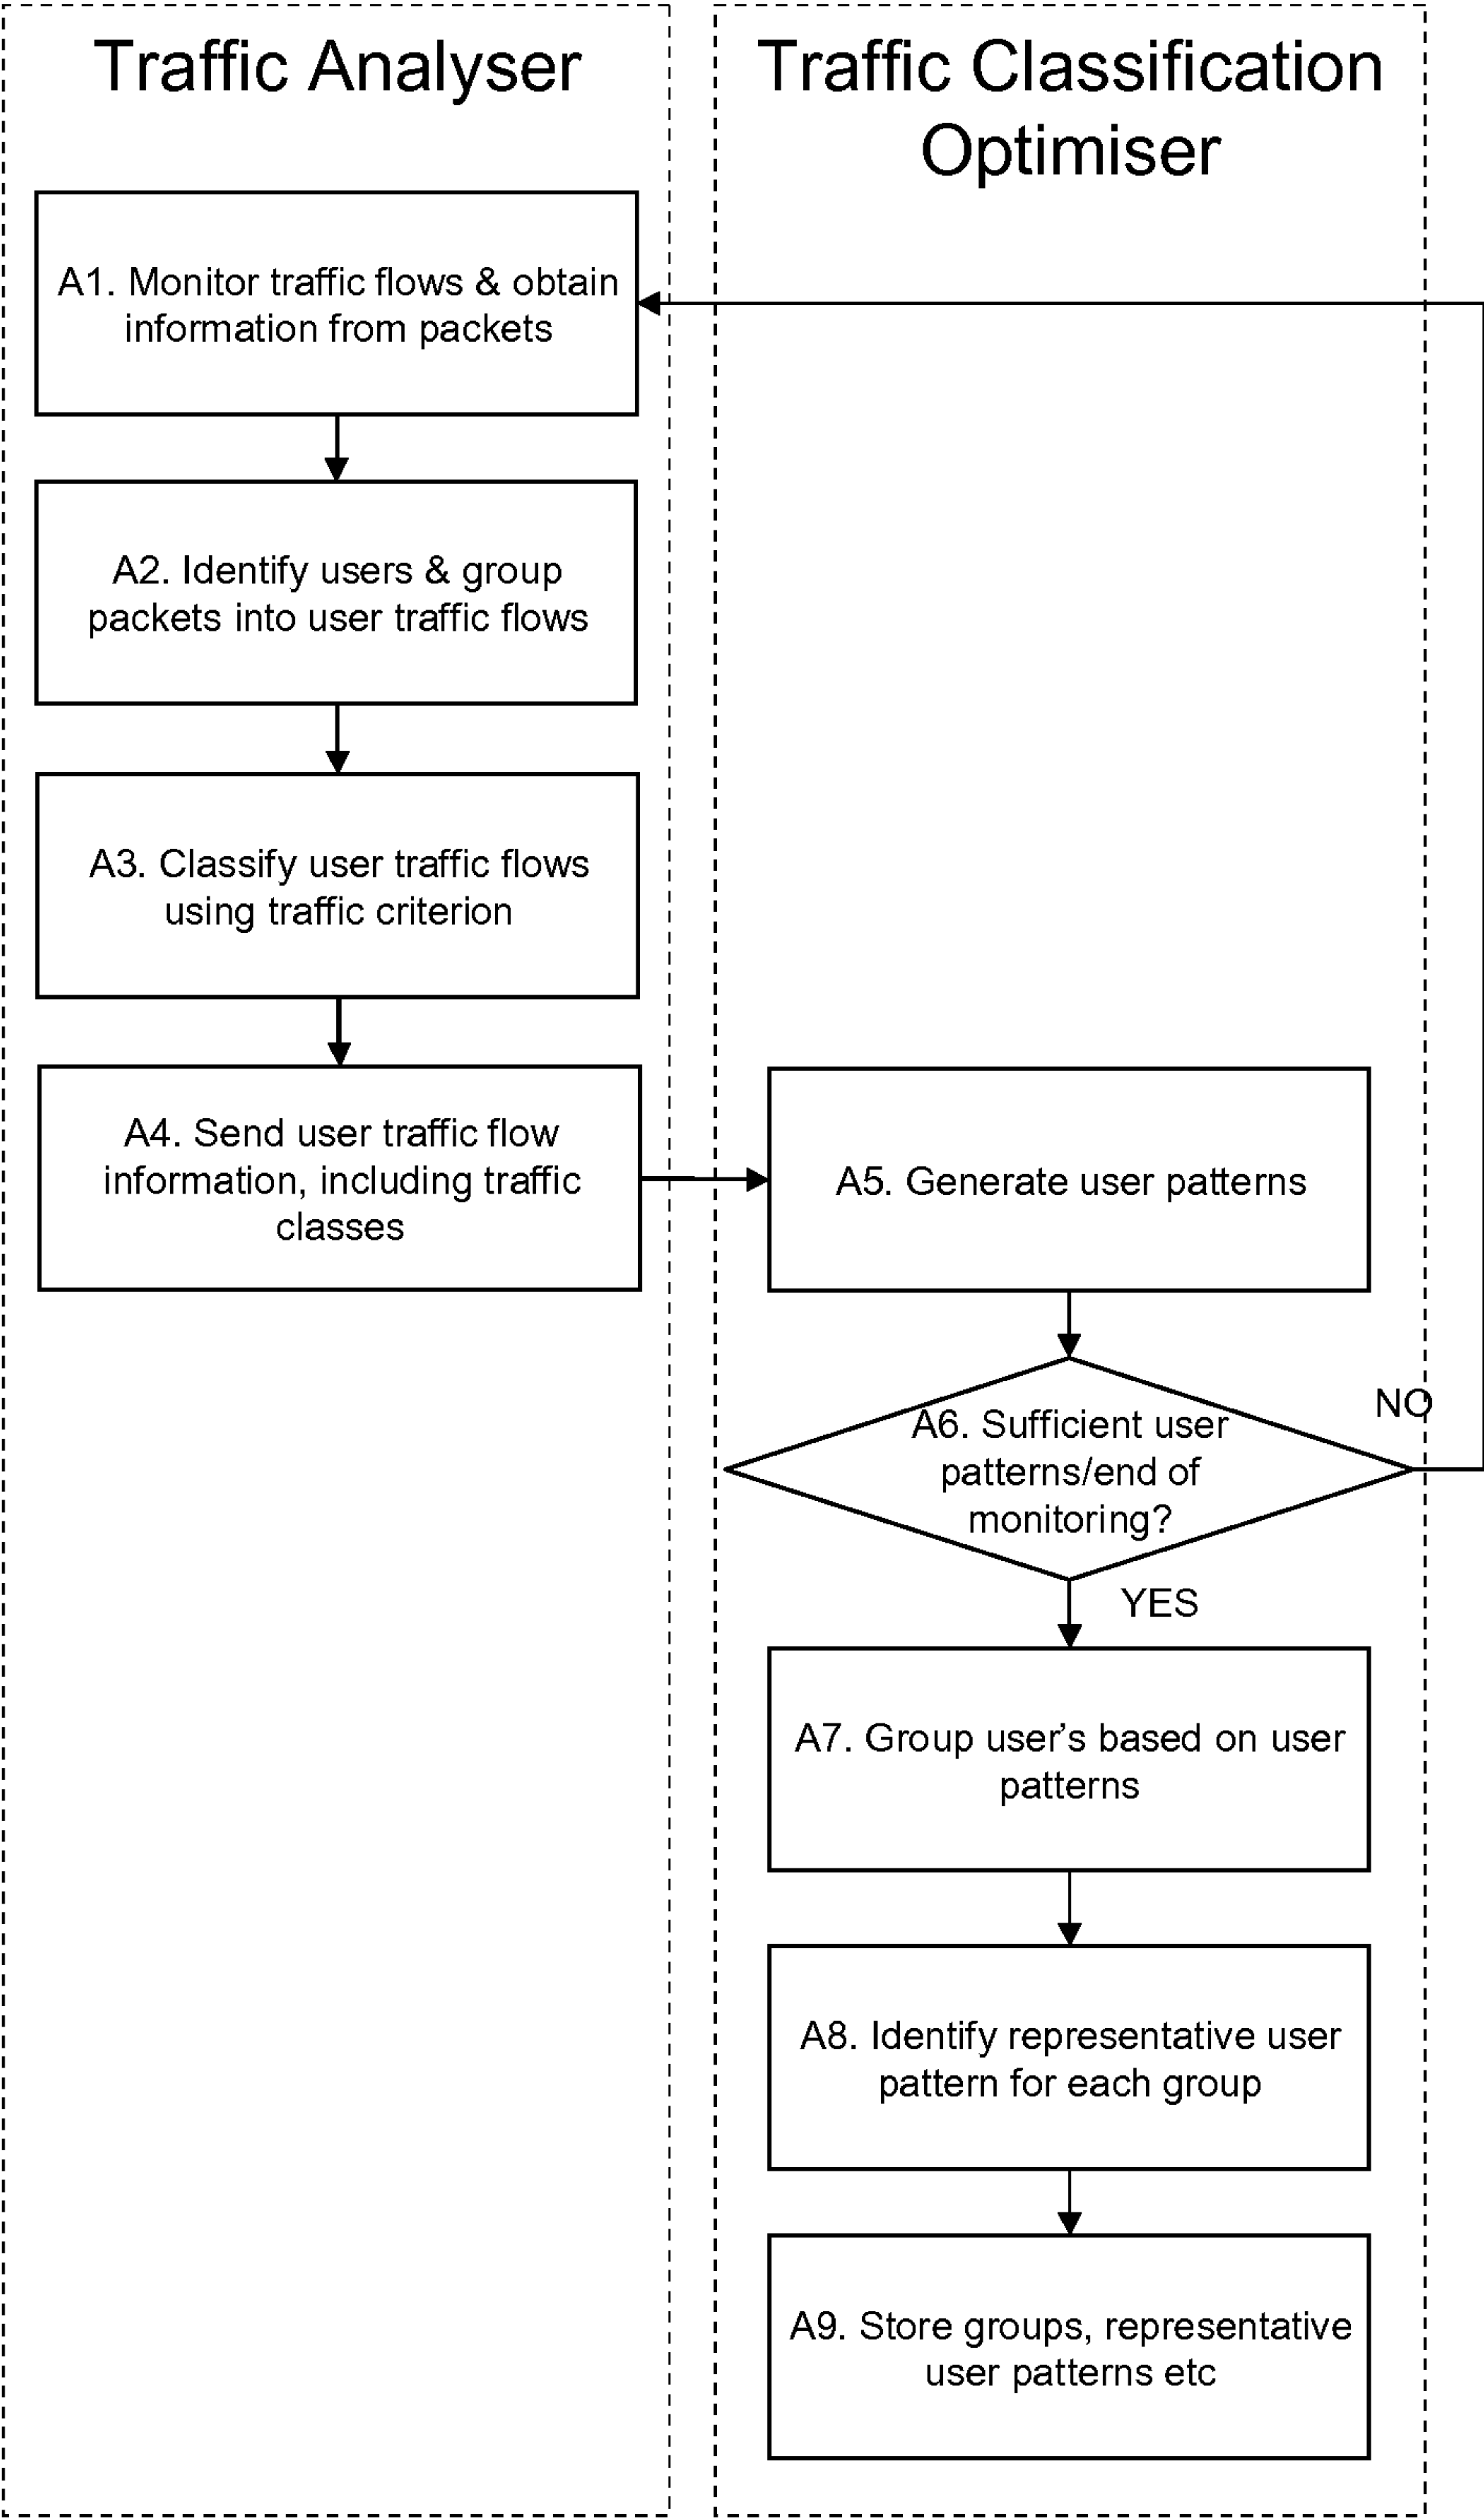 Traffic Analyser
A1. Monitor traffic flows & obtain
information from packets
A2. Identify users & group
packets into user traffic flows
A3. Classify user traffic flows
using traffic criterion
A4. Send user traffic flow
information, including traffic
classes
Traffic Classification
Optimiser
A5. Generate user patterns
A6. Sufficient user
patterns/end of
monitoring?
NO
YES
A7. Group user’s based on user
patterns
A8. Identify representative user
pattern for each group
A9. Store groups, representative
user patterns etc